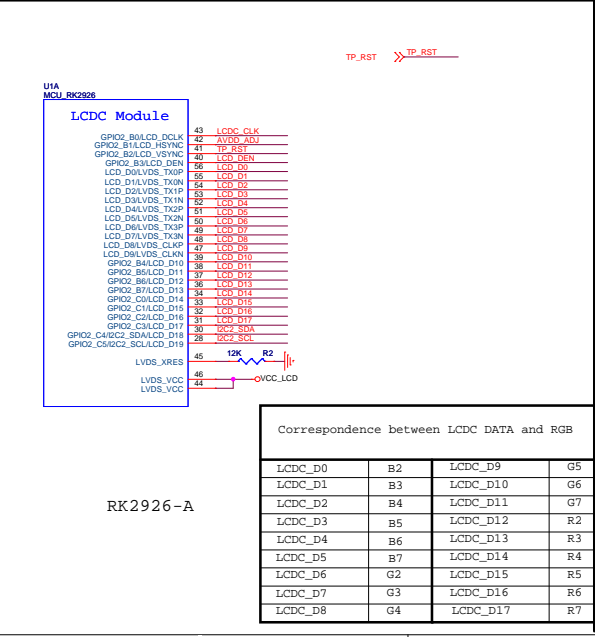 TP_RST TP_RST
U1A
MCU_RK2926
LCDC Module
GPIO2_B0/LCD_DCLK 43 LCDC_CLK
GPIO2_B1/LCD_HSYNC 42 AVDD_ADJ
GPIO2_B2/LCD_VSYNC 41 TP_RST
GPIO2_B3/LCD_DEN 40 LCD_DEN
LCD_D0/LVDS_TX0P 56 LCD_D0
LCD_D1/LVDS_TX0N 55 LCD_D1
LCD_D2/LVDS_TX1P 54 LCD_D2
LCD_D3/LVDS_TX1N 53 LCD_D3
LCD_D4/LVDS_TX2P 52 LCD_D4
LCD_D5/LVDS_TX2N 51 LCD_D5
LCD_D6/LVDS_TX3P 50 LCD_D6
LCD_D7/LVDS_TX3N 49 LCD_D7
LCD_D8/LVDS_CLKP 48 LCD_D8
LCD_D9/LVDS_CLKN 47 LCD_D9
GPIO2_B4/LCD_D10 39 LCD_D10
GPIO2_B5/LCD_D11 38 LCD_D11
GPIO2_B6/LCD_D12 37 LCD_D12
GPIO2_B7/LCD_D13 36 LCD_D13
GPIO2_C0/LCD_D14 34 LCD_D14
GPIO2_C1/LCD_D15 33 LCD_D15
GPIO2_C2/LCD_D16 32 LCD_D16
GPIO2_C3/LCD_D17 31 LCD_D17
GPIO2_C4/I2C2_SDA/LCD_D18 30 I2C2_SDA
GPIO2_C5/I2C2_SCL/LCD_D19 28 I2C2_SCL
LVDS_XRES 45 12K R2
LVDS_VCC 46 VCC_LCD
LVDS_VCC 44
RK2926-A
Correspondence between LCDC DATA and RGB
LCDC_D0 B2 LCDC_D9 G5
LCDC_D1 B3 LCDC_D10 G6
LCDC_D2 B4 LCDC_D11 G7
LCDC_D3 B5 LCDC_D12 R2
LCDC_D4 B6 LCDC_D13 R3
LCDC_D5 B7 LCDC_D14 R4
LCDC_D6 G2 LCDC_D15 R5
LCDC_D7 G3 LCDC_D16 R6
LCDC_D8 G4 LCDC_D17 R7